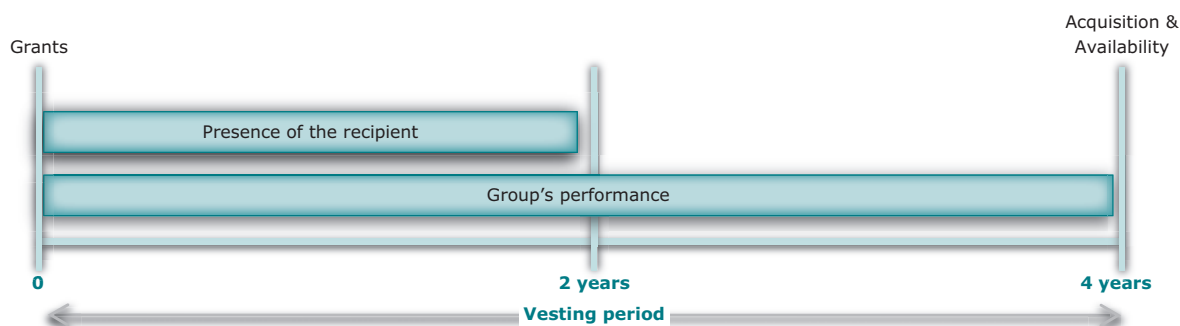 Acquisition &
Availability
Grants
Presence of the recipient
Group’s performance
0
2 years
4 years
Vesting period